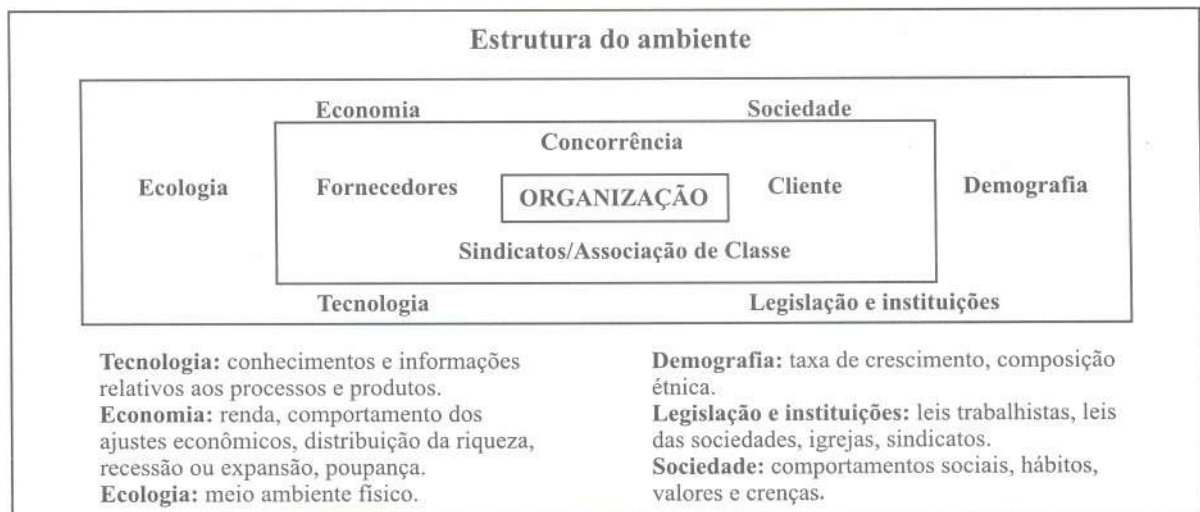 Estrutura do ambiente
Economia Sociedade
Concorrência
Ecologia Fornecedores ORGANIZAÇÃO Cliente Demografia
Sindicatos/Associação de Classe
Tecnologia Legislação e instituições
Tecnologia: conhecimentos e informações
relativos aos processos e produtos.
Economia: renda, comportamento dos
ajustes econômicos, distribuição da riqueza,
recessão ou expansão, poupança.
Ecologia: meio ambiente físico.
Demografia: taxa de crescimento, composição
étnica.
Legislação e instituições: leis trabalhistas, leis
das sociedades, igrejas, sindicatos.
Sociedade: comportamentos sociais, hábitos,
valores e crenças.